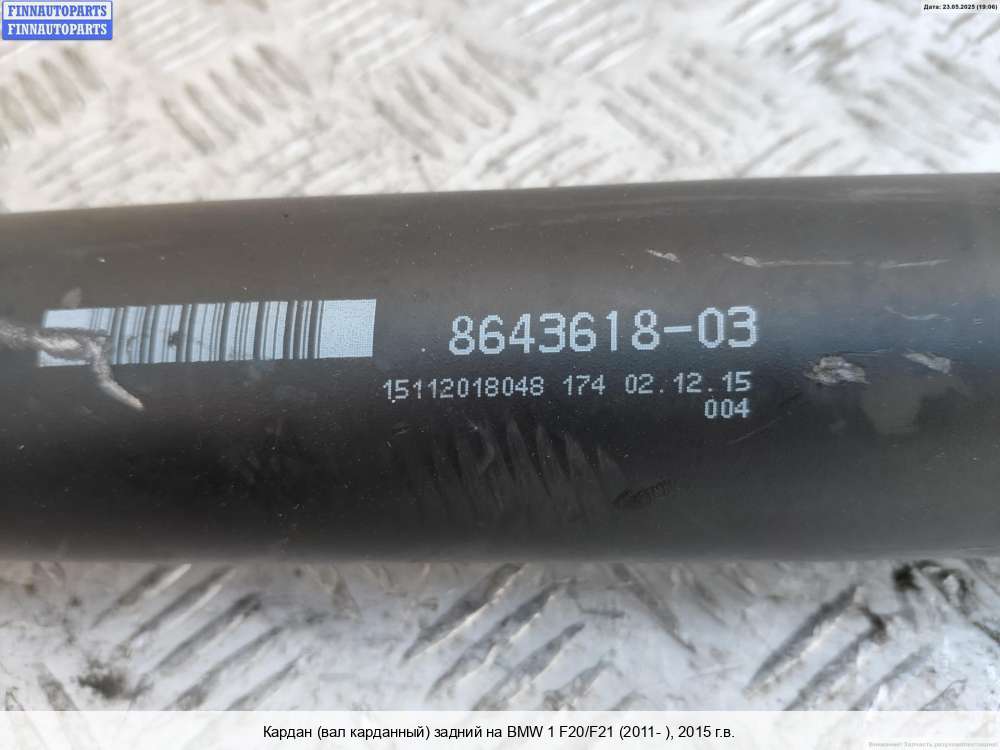 FINNAUTOPARTS
FINNAUTOPARTS
Дата: 23.05.2025 (19:06)
8643618-03
15112018048 174 02.12.15
004
Кардан (вал карданный) задний на BMW 1 F20/F21 (2011- ), 2015 г.в.